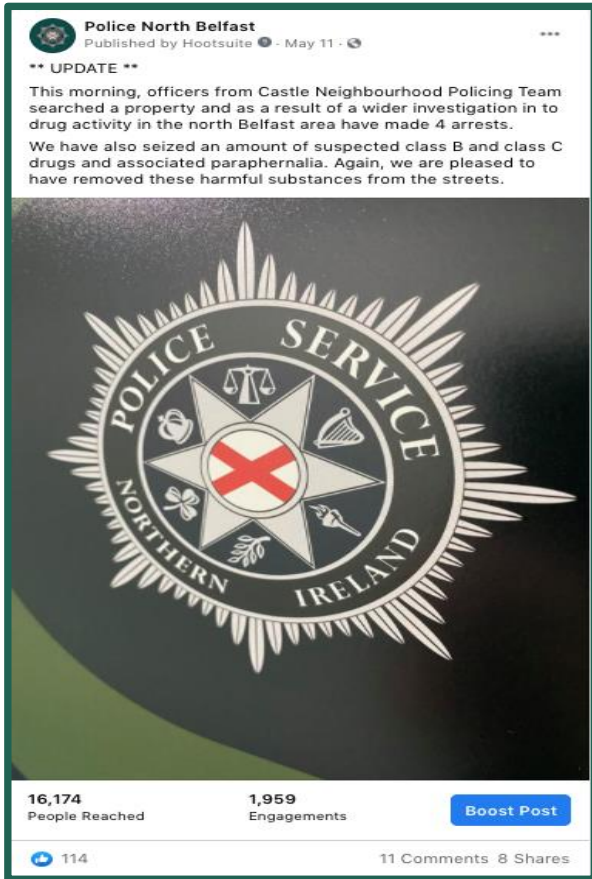 Police North Belfast
Published by Hootsuite · May 11 ·
** UPDATE **
This morning, officers from Castle Neighbourhood Policing Team
searched a property and as a result of a wider investigation in to
drug activity in the north Belfast area have made 4 arrests.
We have also seized an amount of suspected class B and class C
drugs and associated paraphernalia. Again, we are pleased to
have removed these harmful substances from the streets.
POLICE SERVICE
NORTHERN IRELAND
16,174
People Reached
1,959
Engagements
Boost Post
114
11 Comments 8 Shares